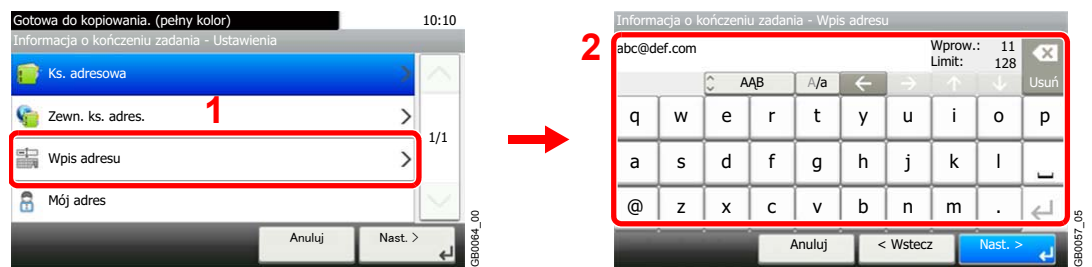 Gotowa do kopiowania. (pełny kolor) 10:10
Informacja o kończeniu zadania - Ustawienia
Ks. adresowa
1
Zewn. ks. adres.
1/1
Wpis adresu
Mój adres
Anuluj Nast. >
GB0064_00
Informacja o kończeniu zadania - Wpis adresu
2
abc@def.com Wprow.: 11
Limit: 128
AĄB A/a Usuń
q w e r t y u i o p
a s d f g h j k l
@ z x c v b n m .
Anuluj < Wstecz Nast. >
GB0057_05